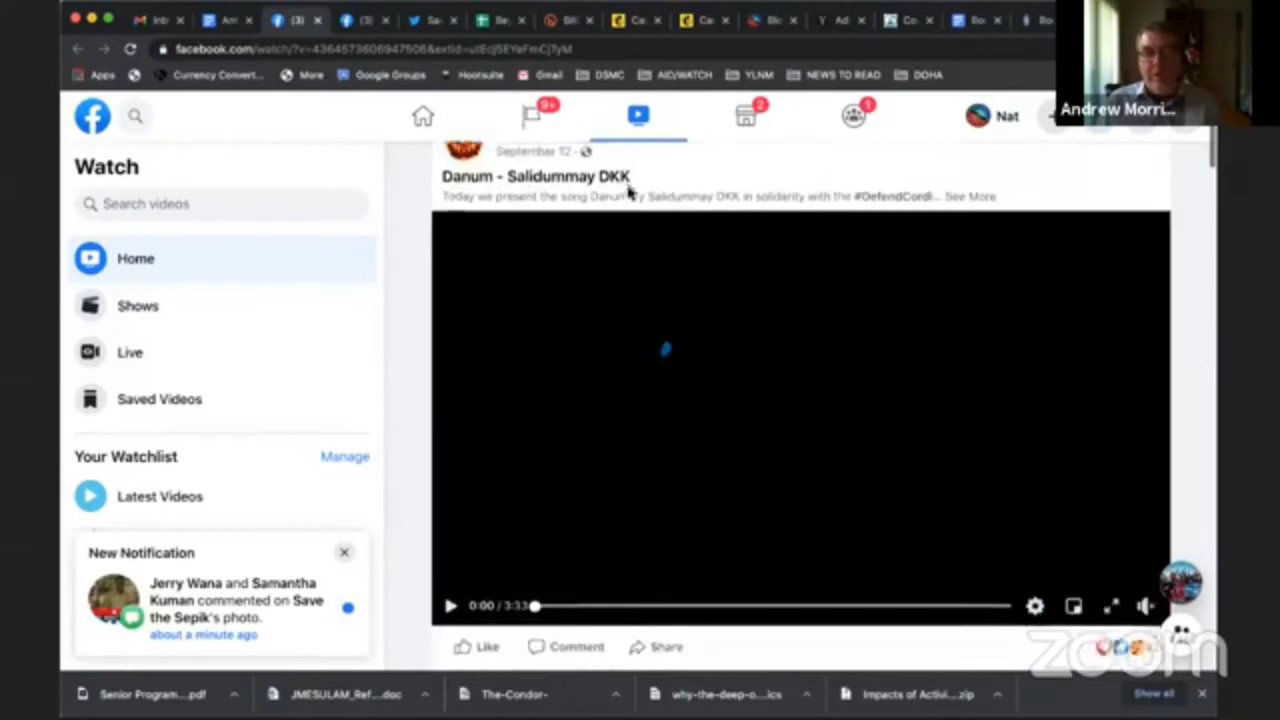 facebook.com/watch/?v=
Apps
Currency Convert...
More
Google Groups
Hootsuite
Gmail
DSMC
AID/WATCH
YLNM
NEWS TO READ
DOHA
Andrew Morri...
9+
2
1
Nat
Watch
Search videos
Home
Shows
Live
Saved Videos
Your Watchlist
Manage
Latest Videos
New Notification
Jerry Wana and Samantha
Kuman commented on Save
the Sepik's photo.
about a minute ago
September 12
Danum - Salidummay DKK
Today we present the song Danum by Salidummay DKK in solidarity with the #DefendCordi... See More
0:00 / 3:33
Like
Comment
Share
zoom
Senior Program....pdf
JMESULAM_Ref....doc
The-Condor-
why-the-deep-o....ics
Impacts of Activi....zip
Show all